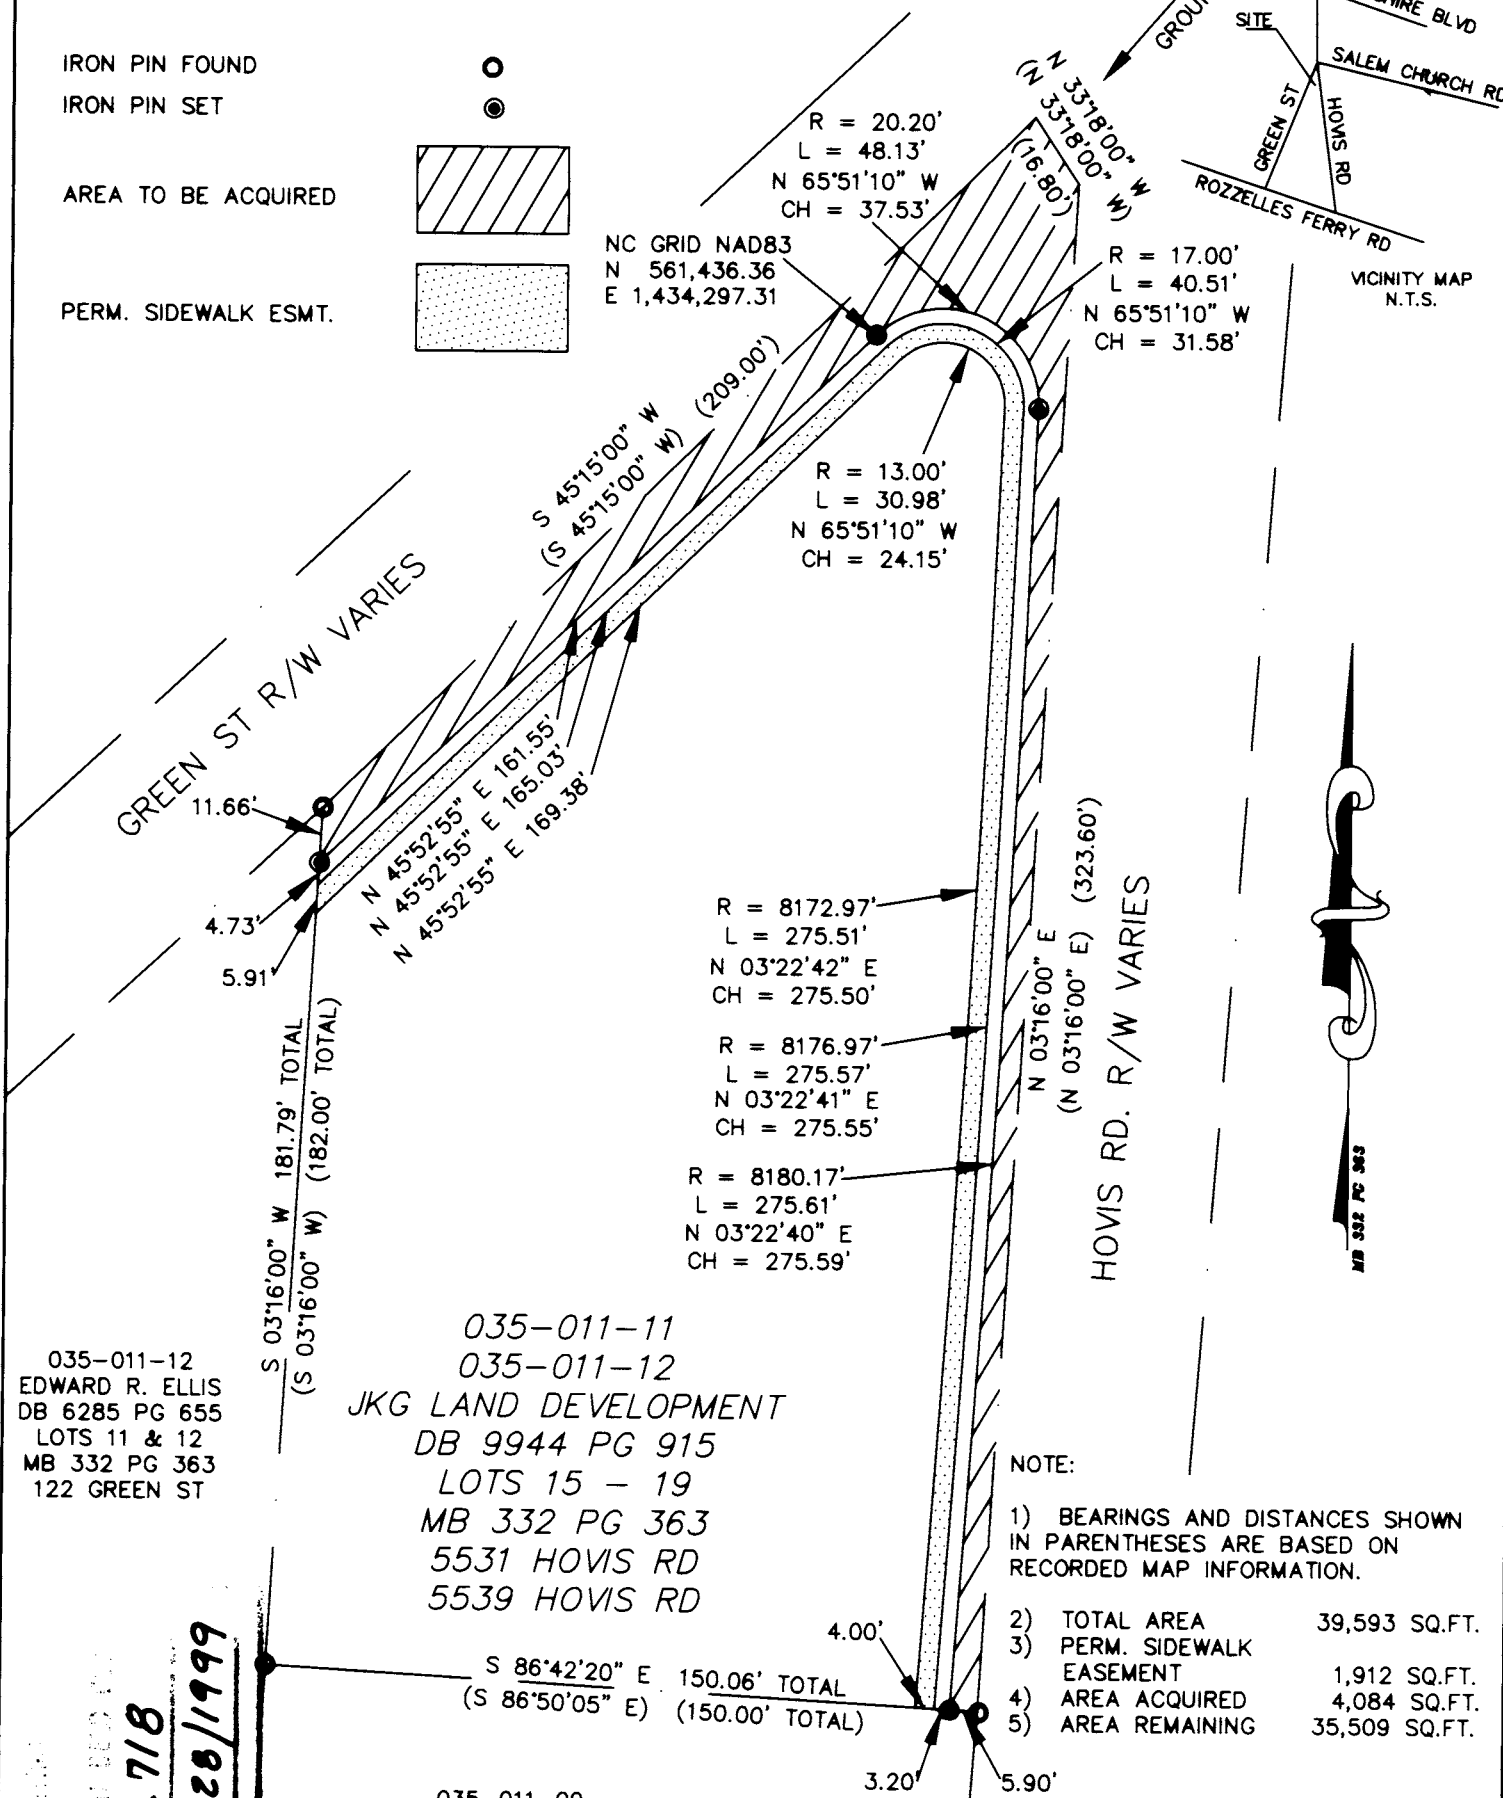 IRON PIN FOUND
IRON PIN SET
AREA TO BE ACQUIRED
PERM. SIDEWALK ESMT.
SITE
BLVD
SALEM CHURCH RD
GREEN ST
HOVIS RD
ROZZELLES FERRY RD
VICINITY MAP
N.T.S.
N 33°18'00" W
(N 33°18'00" W)
(16.80')
R = 20.20'
L = 48.13'
N 65°51'10" W
CH = 37.53'
NC GRID NAD83
N 561,436.36
E 1,434,297.31
R = 17.00'
L = 40.51'
N 65°51'10" W
CH = 31.58'
S 45°15'00" W
(S 45°15'00" W) (209.00')
R = 13.00'
L = 30.98'
N 65°51'10" W
CH = 24.15'
GREEN ST R/W VARIES
11.66'
4.73'
5.91'
N 45°52'55" E 161.55'
N 45°52'55" E 165.03'
N 45°52'55" E 169.38'
R = 8172.97'
L = 275.51'
N 03°22'42" E
CH = 275.50'
R = 8176.97'
L = 275.57'
N 03°22'41" E
CH = 275.55'
R = 8180.17'
L = 275.61'
N 03°22'40" E
CH = 275.59'
N 03°16'00" E
(N 03°16'00" E) (323.60')
HOVIS RD. R/W VARIES
MB 332 PG 363
S 03°16'00" W 181.79' TOTAL
(S 03°16'00" W) (182.00' TOTAL)
035-011-12
EDWARD R. ELLIS
DB 6285 PG 655
LOTS 11 & 12
MB 332 PG 363
122 GREEN ST
035-011-11
035-011-12
JKG LAND DEVELOPMENT
DB 9944 PG 915
LOTS 15 - 19
MB 332 PG 363
5531 HOVIS RD
5539 HOVIS RD
NOTE:
1) BEARINGS AND DISTANCES SHOWN
IN PARENTHESES ARE BASED ON
RECORDED MAP INFORMATION.
2) TOTAL AREA 39,593 SQ.FT.
3) PERM. SIDEWALK
EASEMENT 1,912 SQ.FT.
4) AREA ACQUIRED 4,084 SQ.FT.
5) AREA REMAINING 35,509 SQ.FT.
4.00'
S 86°42'20" E 150.06' TOTAL
(S 86°50'05" E) (150.00' TOTAL)
3.20'
5.90'
718
28/1999